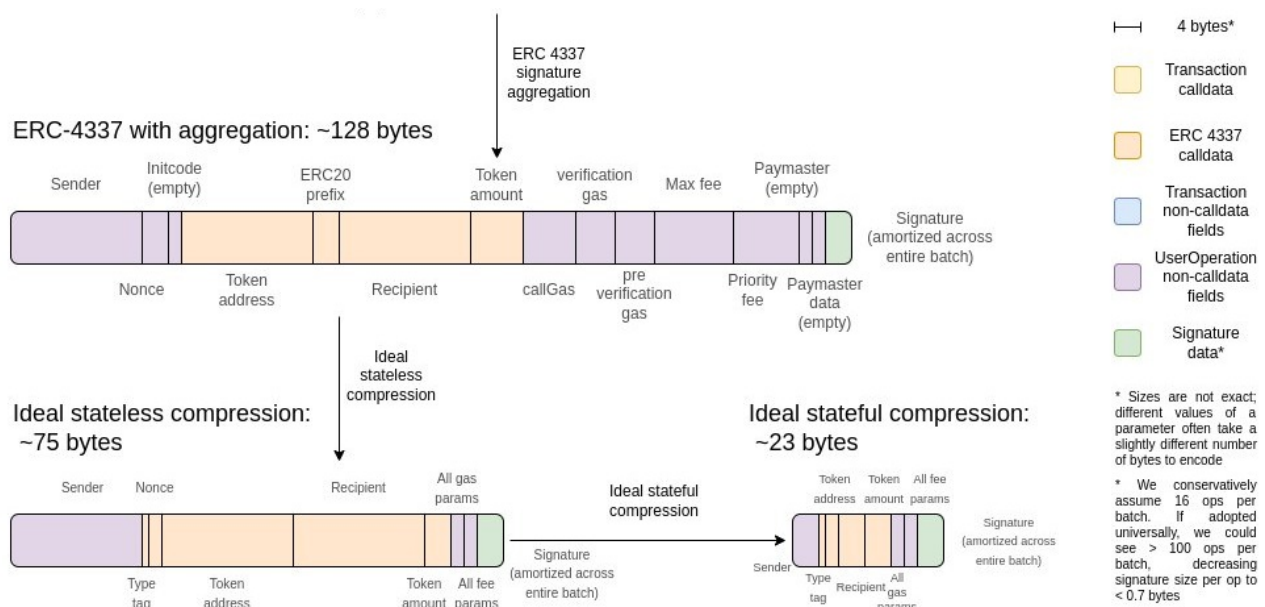 ERC 4337
signature
aggregation
ERC-4337 with aggregation: ~128 bytes
Sender
Initcode
(empty)
ERC20
prefix
Token
amount
verification
gas
Max fee
Paymaster
(empty)
Signature
(amortized across
entire batch)
Nonce
Token
address
Recipient
callGas
pre
verification
gas
Priority
fee
Paymaster
data
(empty)
Ideal
stateless
compression
Ideal stateless compression:
~75 bytes
Sender
Nonce
Recipient
All gas
params
Type
tag
Token
address
Token
amount
All fee
params
Signature
(amortized across
entire batch)
Ideal stateful
compression
Ideal stateful compression:
~23 bytes
Token
address
Token
amount
All fee
params
Signature
(amortized across
entire batch)
Sender
Type
tag
Recipient
All
gas
params
4 bytes*
Transaction
calldata
ERC 4337
calldata
Transaction
non-calldata
fields
UserOperation
non-calldata
fields
Signature
data*
* Sizes are not exact;
different values of a
parameter often take a
slightly different number
of bytes to encode
* We conservatively
assume 16 ops per
batch. If adopted
universally, we could
see > 100 ops per
batch, decreasing
signature size per op to
< 0.7 bytes